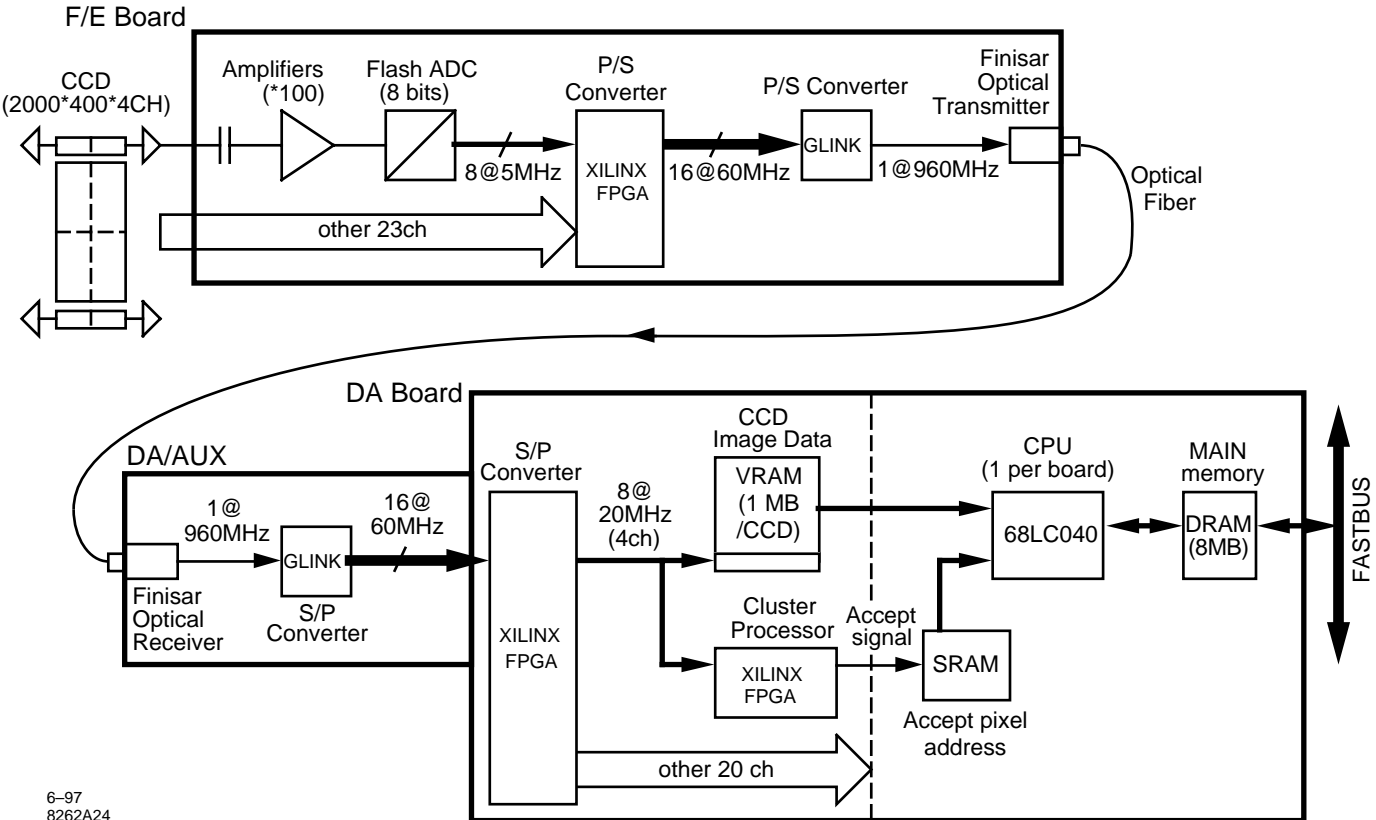 F/E Board
CCD
(2000*400*4CH)
Amplifiers
(*100)
Flash ADC
(8 bits)
P/S
Converter
P/S Converter
Finisar
Optical
Transmitter
8@5MHz
XILINX
FPGA
16@60MHz
GLINK
1@960MHz
Optical
Fiber
other 23ch
DA Board
DA/AUX
1@
960MHz
16@
60MHz
GLINK
Finisar
Optical
Receiver
S/P
Converter
S/P
Converter
XILINX
FPGA
8@
20MHz
(4ch)
CCD
Image Data
VRAM
(1 MB
/CCD)
Cluster
Processor
XILINX
FPGA
Accept
signal
SRAM
Accept pixel
address
CPU
(1 per board)
68LC040
MAIN
memory
DRAM
(8MB)
FASTBUS
other 20 ch
6–97
8262A24